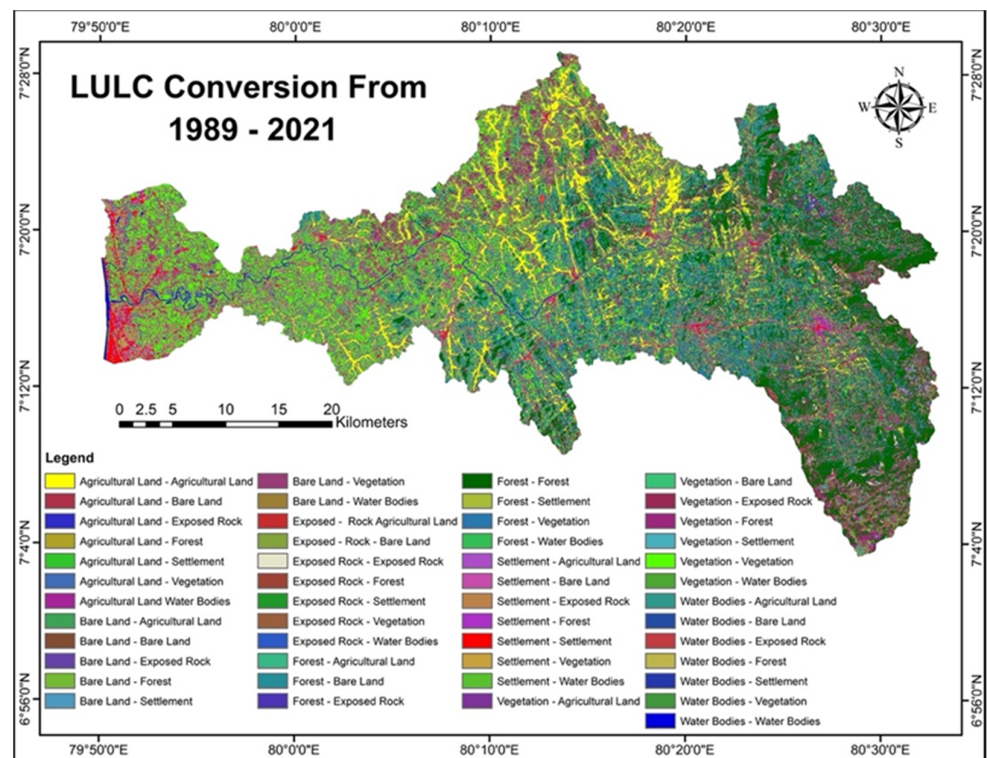 79°50'0"E 80°0'0"E 80°10'0"E 80°20'0"E 80°30'0"E
7°28'0"N 7°28'0"N
LULC Conversion From
1989 - 2021
N
W E
S
7°20'0"N 7°20'0"N
7°12'0"N 7°12'0"N
0 2.5 5 10 15 20
Kilometers
Legend
Agricultural Land - Agricultural Land
Agricultural Land - Bare Land
Agricultural Land - Exposed Rock
Agricultural Land - Forest
Agricultural Land - Settlement
Agricultural Land - Vegetation
Agricultural Land Water Bodies
Bare Land - Agricultural Land
Bare Land - Bare Land
Bare Land - Exposed Rock
Bare Land - Forest
Bare Land - Settlement
Bare Land - Vegetation
Bare Land - Water Bodies
Exposed - Rock Agricultural Land
Exposed - Rock - Bare Land
Exposed Rock - Exposed Rock
Exposed Rock - Forest
Exposed Rock - Settlement
Exposed Rock - Vegetation
Exposed Rock - Water Bodies
Forest - Agricultural Land
Forest - Bare Land
Forest - Exposed Rock
Forest - Forest
Forest - Settlement
Forest - Vegetation
Forest - Water Bodies
Settlement - Agricultural Land
Settlement - Bare Land
Settlement - Exposed Rock
Settlement - Forest
Settlement - Settlement
Settlement - Vegetation
Settlement - Water Bodies
Vegetation - Agricultural Land
Vegetation - Bare Land
Vegetation - Exposed Rock
Vegetation - Forest
Vegetation - Settlement
Vegetation - Vegetation
Vegetation - Water Bodies
Water Bodies - Agricultural Land
Water Bodies - Bare Land
Water Bodies - Exposed Rock
Water Bodies - Forest
Water Bodies - Settlement
Water Bodies - Vegetation
Water Bodies - Water Bodies
7°4'0"N 7°4'0"N
6°56'0"N 6°56'0"N
79°50'0"E 80°0'0"E 80°10'0"E 80°20'0"E 80°30'0"E